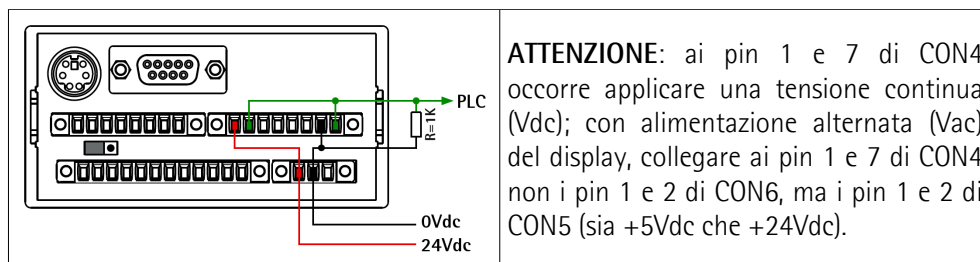 PLC
R=1K
0Vdc
24Vdc
ATTENZIONE: ai pin 1 e 7 di CON4
occorre applicare una tensione continua
(Vdc); con alimentazione alternata (Vac)
del display, collegare ai pin 1 e 7 di CON4
non i pin 1 e 2 di CON6, ma i pin 1 e 2 di
CON5 (sia +5Vdc che +24Vdc).